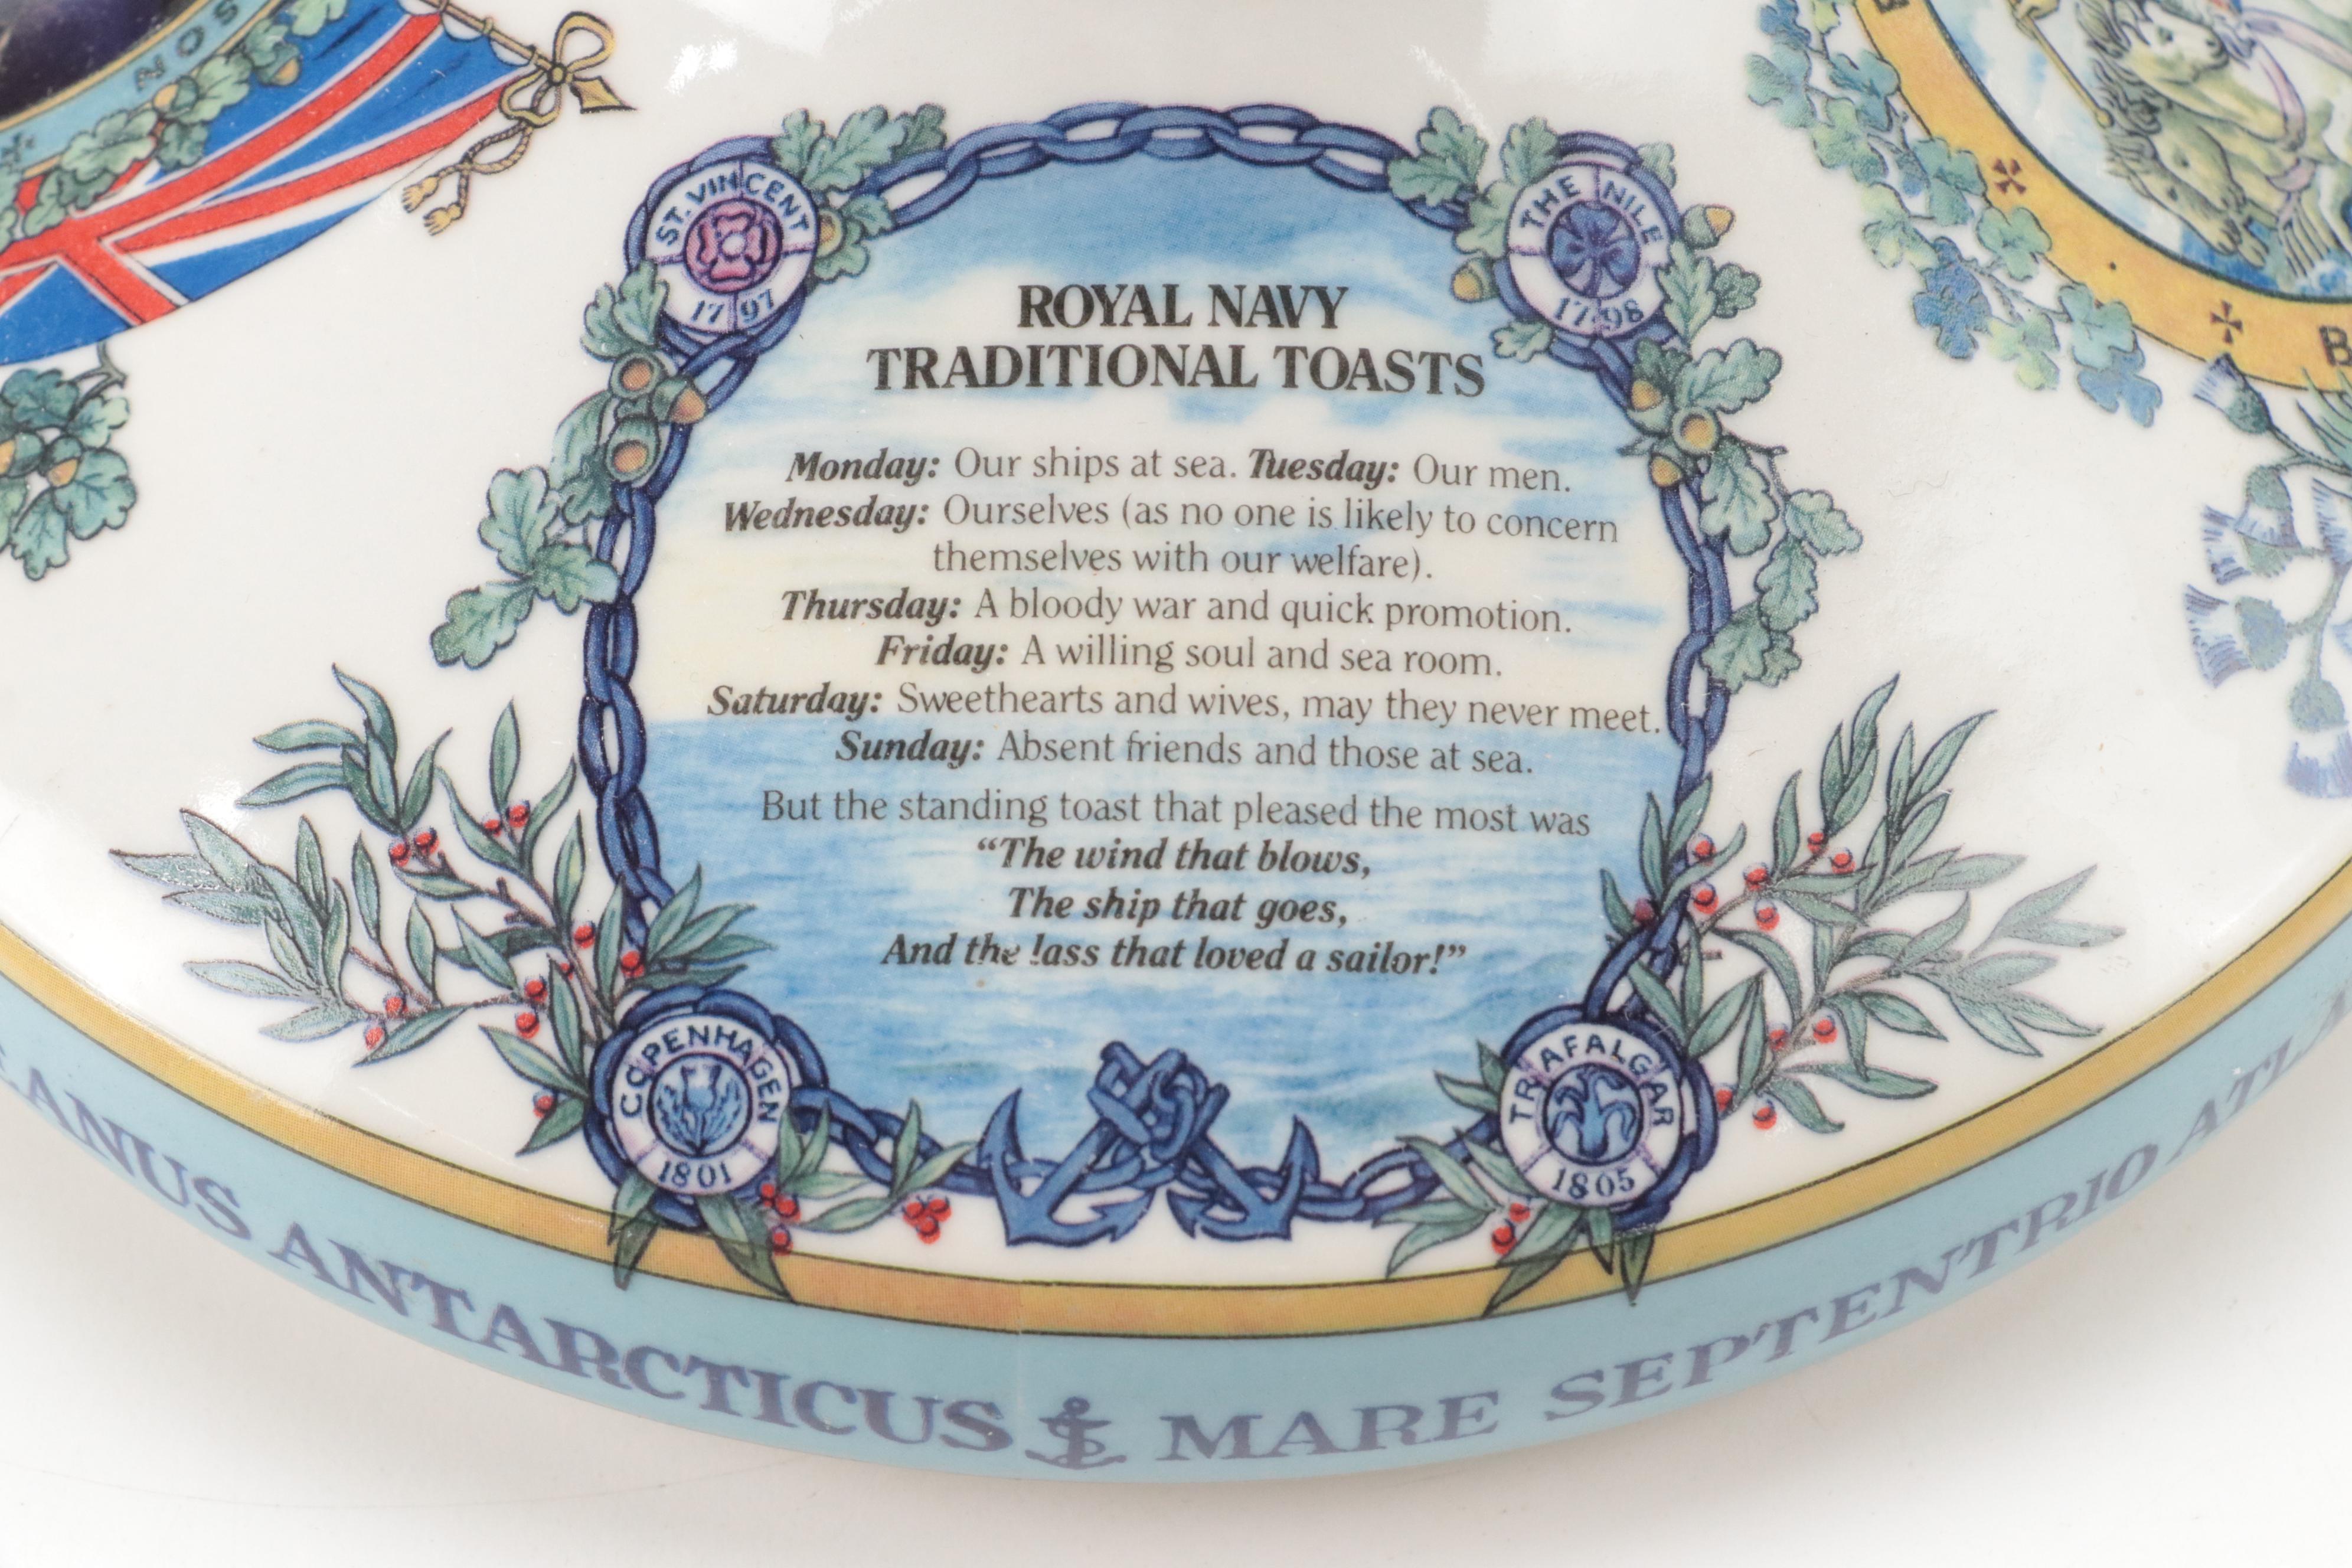 ST. VINCENT
1797
THE NILE
1798
ROYAL NAVY
TRADITIONAL TOASTS
Monday: Our ships at sea. Tuesday: Our men.
Wednesday: Ourselves (as no one is likely to concern
themselves with our welfare).
Thursday: A bloody war and quick promotion.
Friday: A willing soul and sea room.
Saturday: Sweethearts and wives, may they never meet.
Sunday: Absent friends and those at sea.
But the standing toast that pleased the most was
“The wind that blows,
The ship that goes,
And the lass that loved a sailor!”
COPENHAGEN
1801
TRAFALGAR
1805
ANTARCTICUS MARE SEPTENTRIO